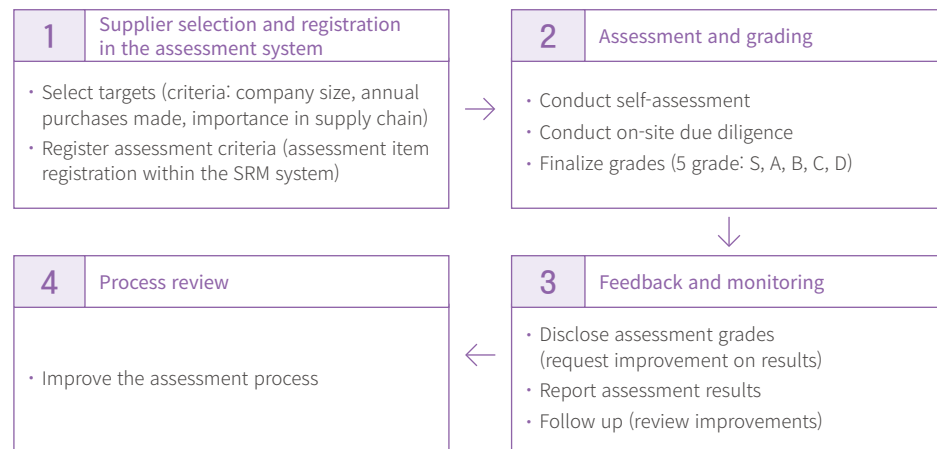 1
Supplier selection and registration
in the assessment system
· Select targets (criteria: company size, annual
purchases made, importance in supply chain)
· Register assessment criteria (assessment item
registration within the SRM system)
2
Assessment and grading
· Conduct self-assessment
· Conduct on-site due diligence
· Finalize grades (5 grade: S, A, B, C, D)
3
Feedback and monitoring
· Disclose assessment grades
(request improvement on results)
· Report assessment results
· Follow up (review improvements)
4
Process review
· Improve the assessment process